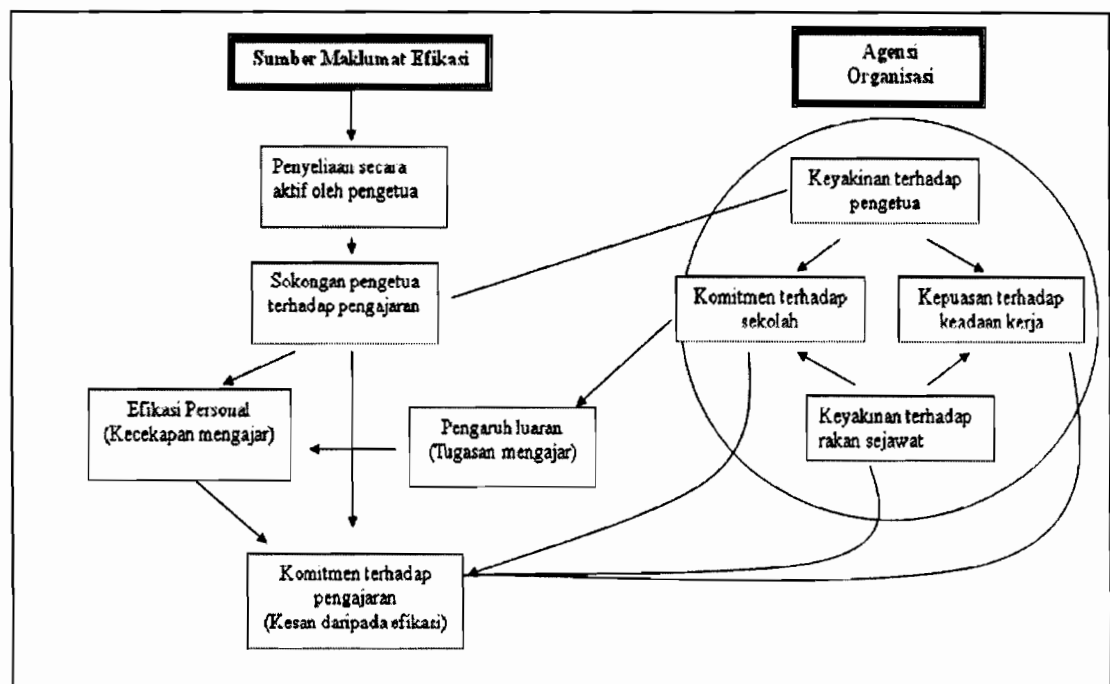 Sumber Maklumat Efikasi
Agensi
Organisasi
Penyeliaan secara
aktif oleh pengetua
Keyakinan terhadap
pengetua
Sokongan pengetua
terhadap pengajaran
Komitmen terhadap
sekolah
Kepuasan terhadap
keadaan kerja
Efikasi Personal
(Kecekapan mengajar)
Pengaruh luaran
(Tugasan mengajar)
Keyakinan terhadap
rakan sejawat
Komitmen terhadap
pengajaran
(Kesan daripada efikasi)